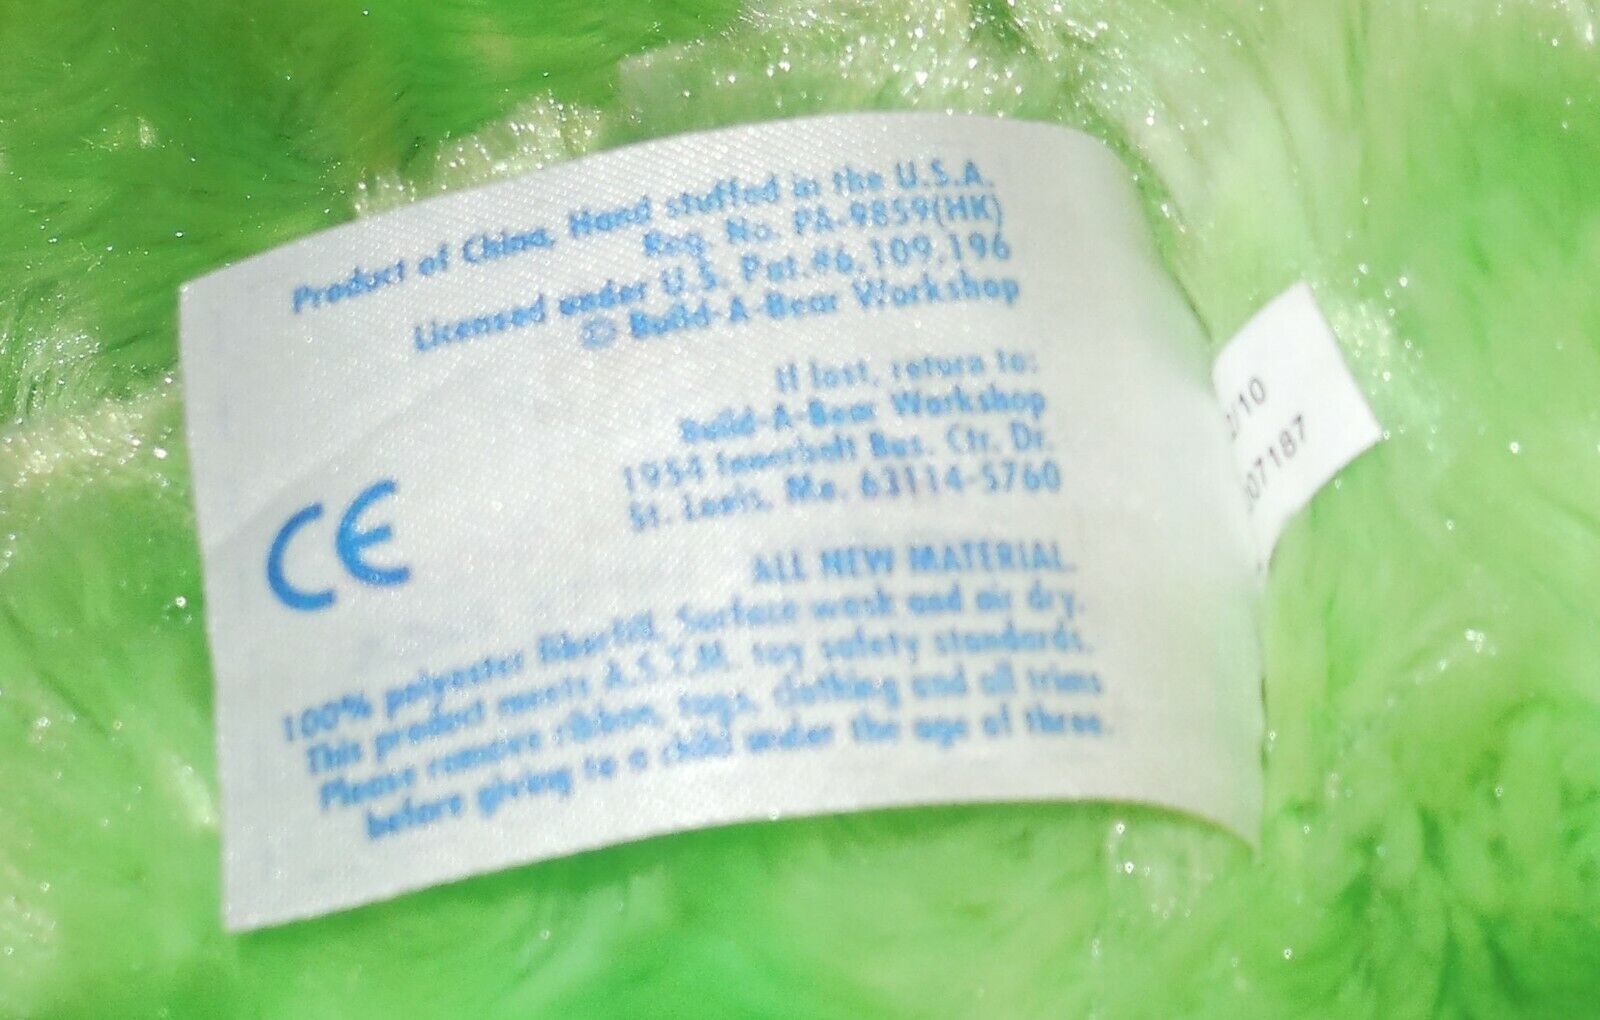 Product of China, Hand stuffed in the U.S.A.
Reg. No. PA-9859(HK)
Licensed under U.S. Pat.#6,109,196
© Build-A-Bear Workshop
If lost, return to:
Build-A-Bear Workshop
1954 Innerbelt Bus. Ctr. Dr.
St. Louis, Mo. 63114-5760
CE
ALL NEW MATERIAL.
100% polyester fiberfill. Surface wash and air dry.
This product meets A.S.T.M. toy safety standards.
Please remove ribbon, tags, clothing and all trims
before giving to a child under the age of three.
/10
07187